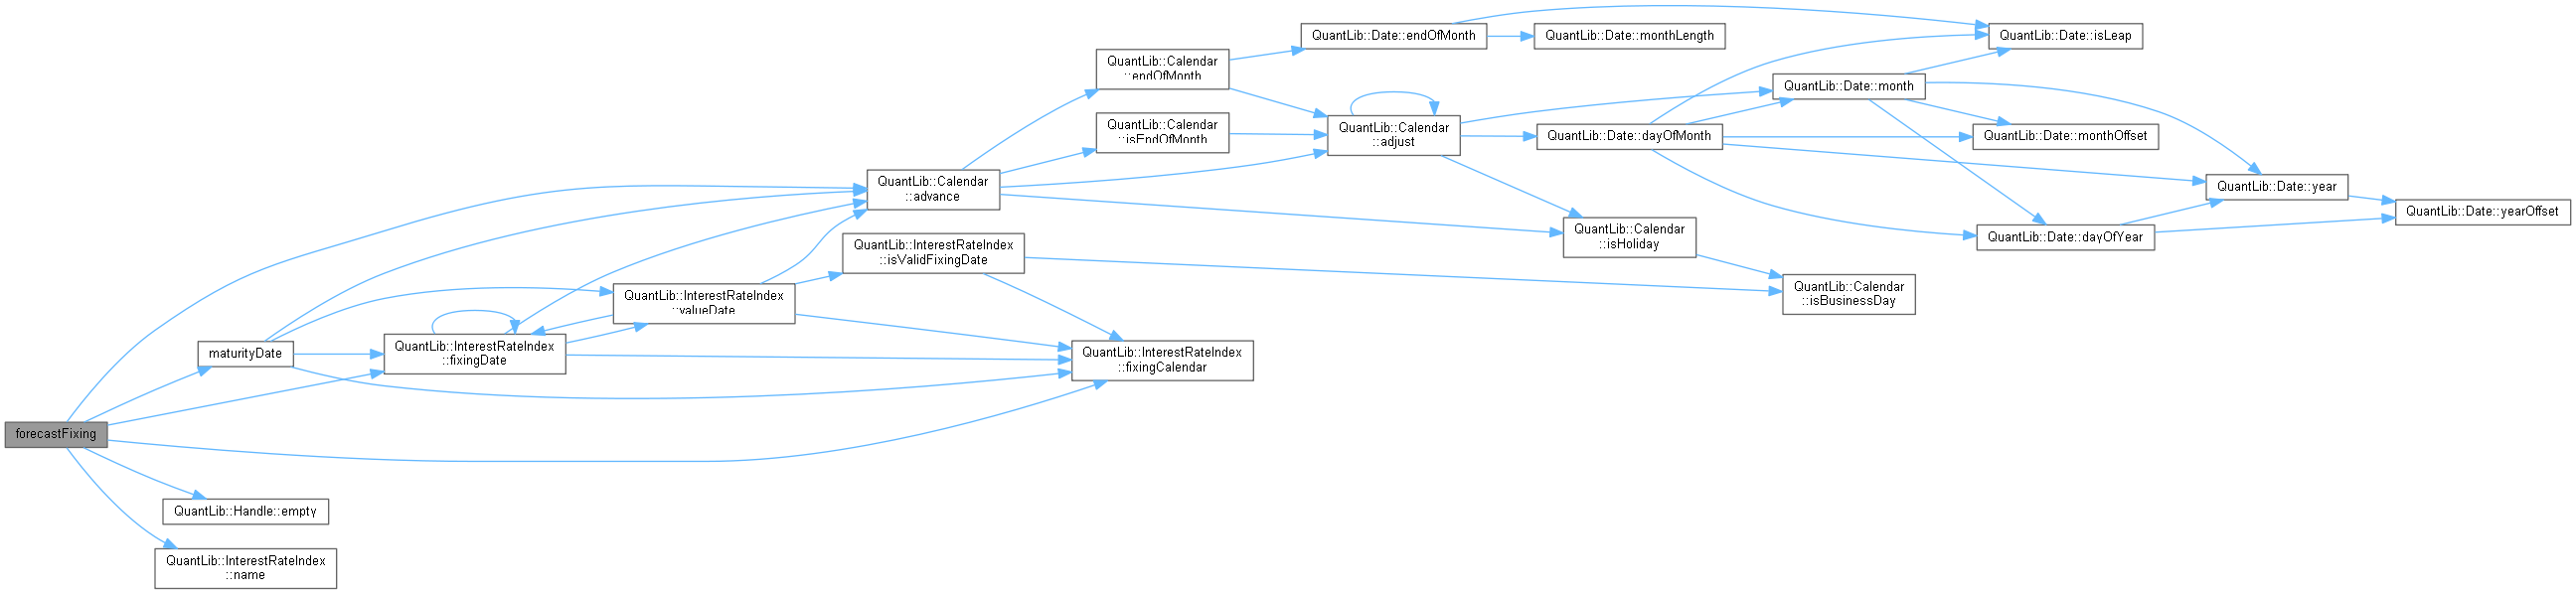 forecastFixing
maturityDate
QuantLib::Handle::empty
QuantLib::InterestRateIndex
::name
QuantLib::InterestRateIndex
::fixingDate
QuantLib::InterestRateIndex
::valueDate
QuantLib::Calendar
::advance
QuantLib::InterestRateIndex
::isValidFixingDate
QuantLib::Calendar
::endOfMonth
QuantLib::Calendar
::isEndOfMonth
QuantLib::InterestRateIndex
::fixingCalendar
QuantLib::Date::endOfMonth
QuantLib::Calendar
::adjust
QuantLib::Date::monthLength
QuantLib::Date::dayOfMonth
QuantLib::Calendar
::isHoliday
QuantLib::Date::month
QuantLib::Calendar
::isBusinessDay
QuantLib::Date::isLeap
QuantLib::Date::monthOffset
QuantLib::Date::dayOfYear
QuantLib::Date::year
QuantLib::Date::yearOffset